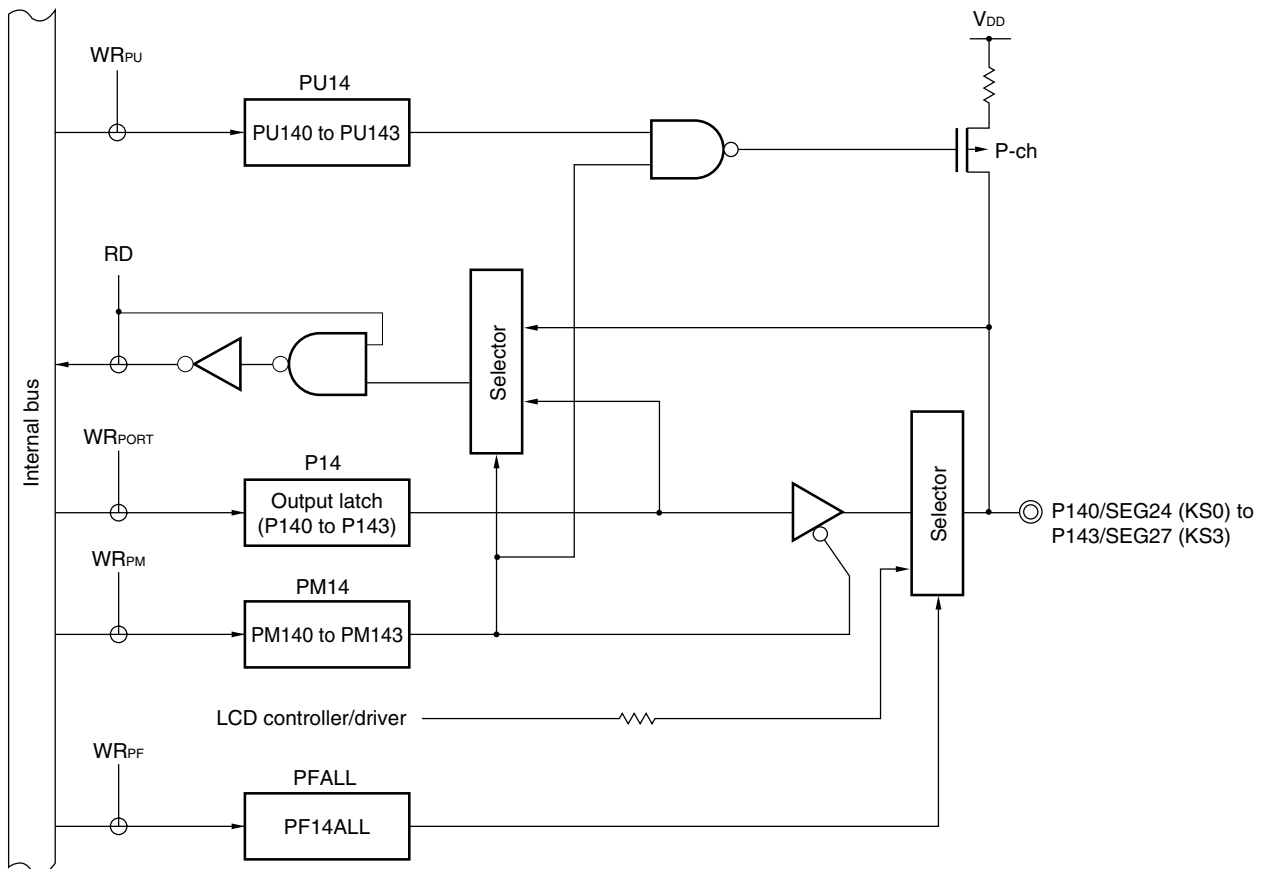 VDD
WRPU
PU14
PU140 to PU143
P-ch
RD
Selector
Internal bus
WRPORT
P14
Output latch
(P140 to P143)
Selector
P140/SEG24 (KS0) to
P143/SEG27 (KS3)
WRPM
PM14
PM140 to PM143
LCD controller/driver
WRPF
PFALL
PF14ALL